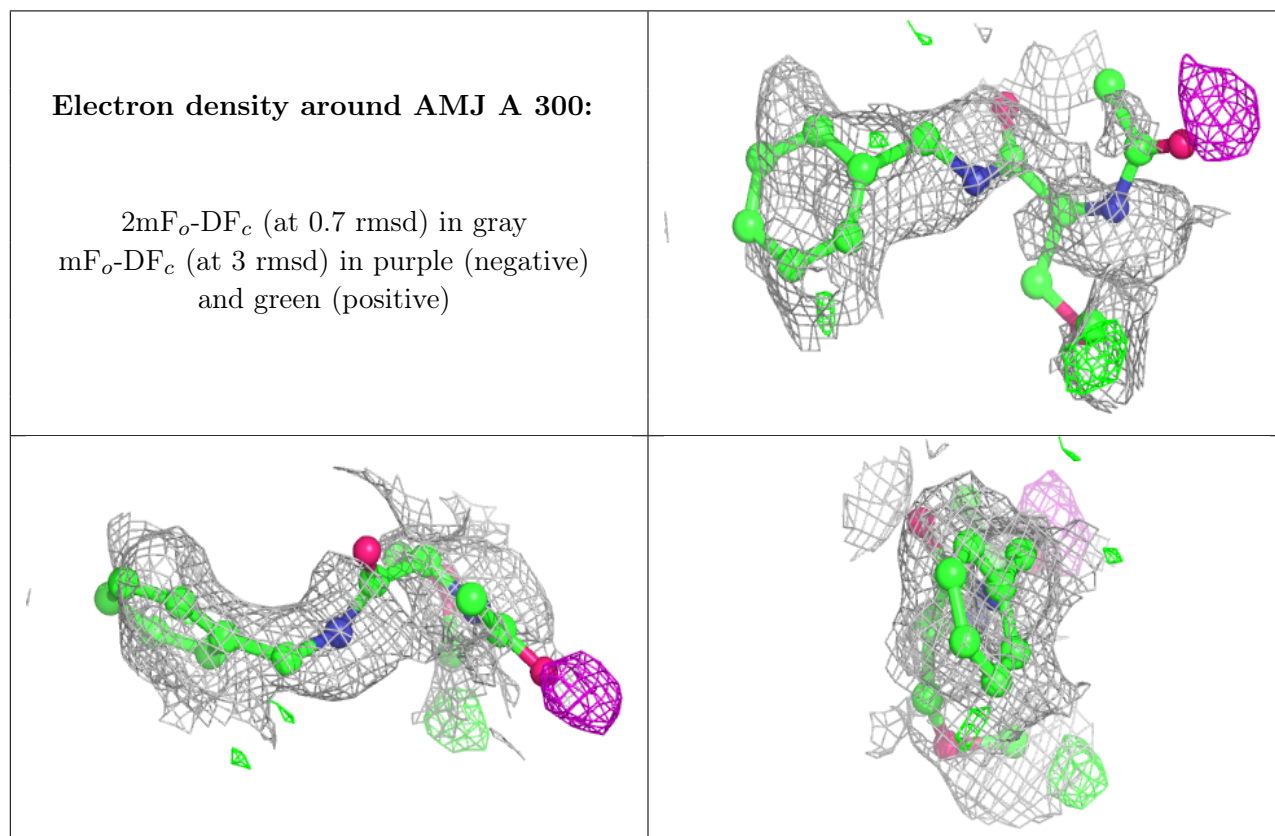 Electron density around AMJ A 300:
2mFo-DFc (at 0.7 rmsd) in gray
mFo-DFc (at 3 rmsd) in purple (negative)
and green (positive)